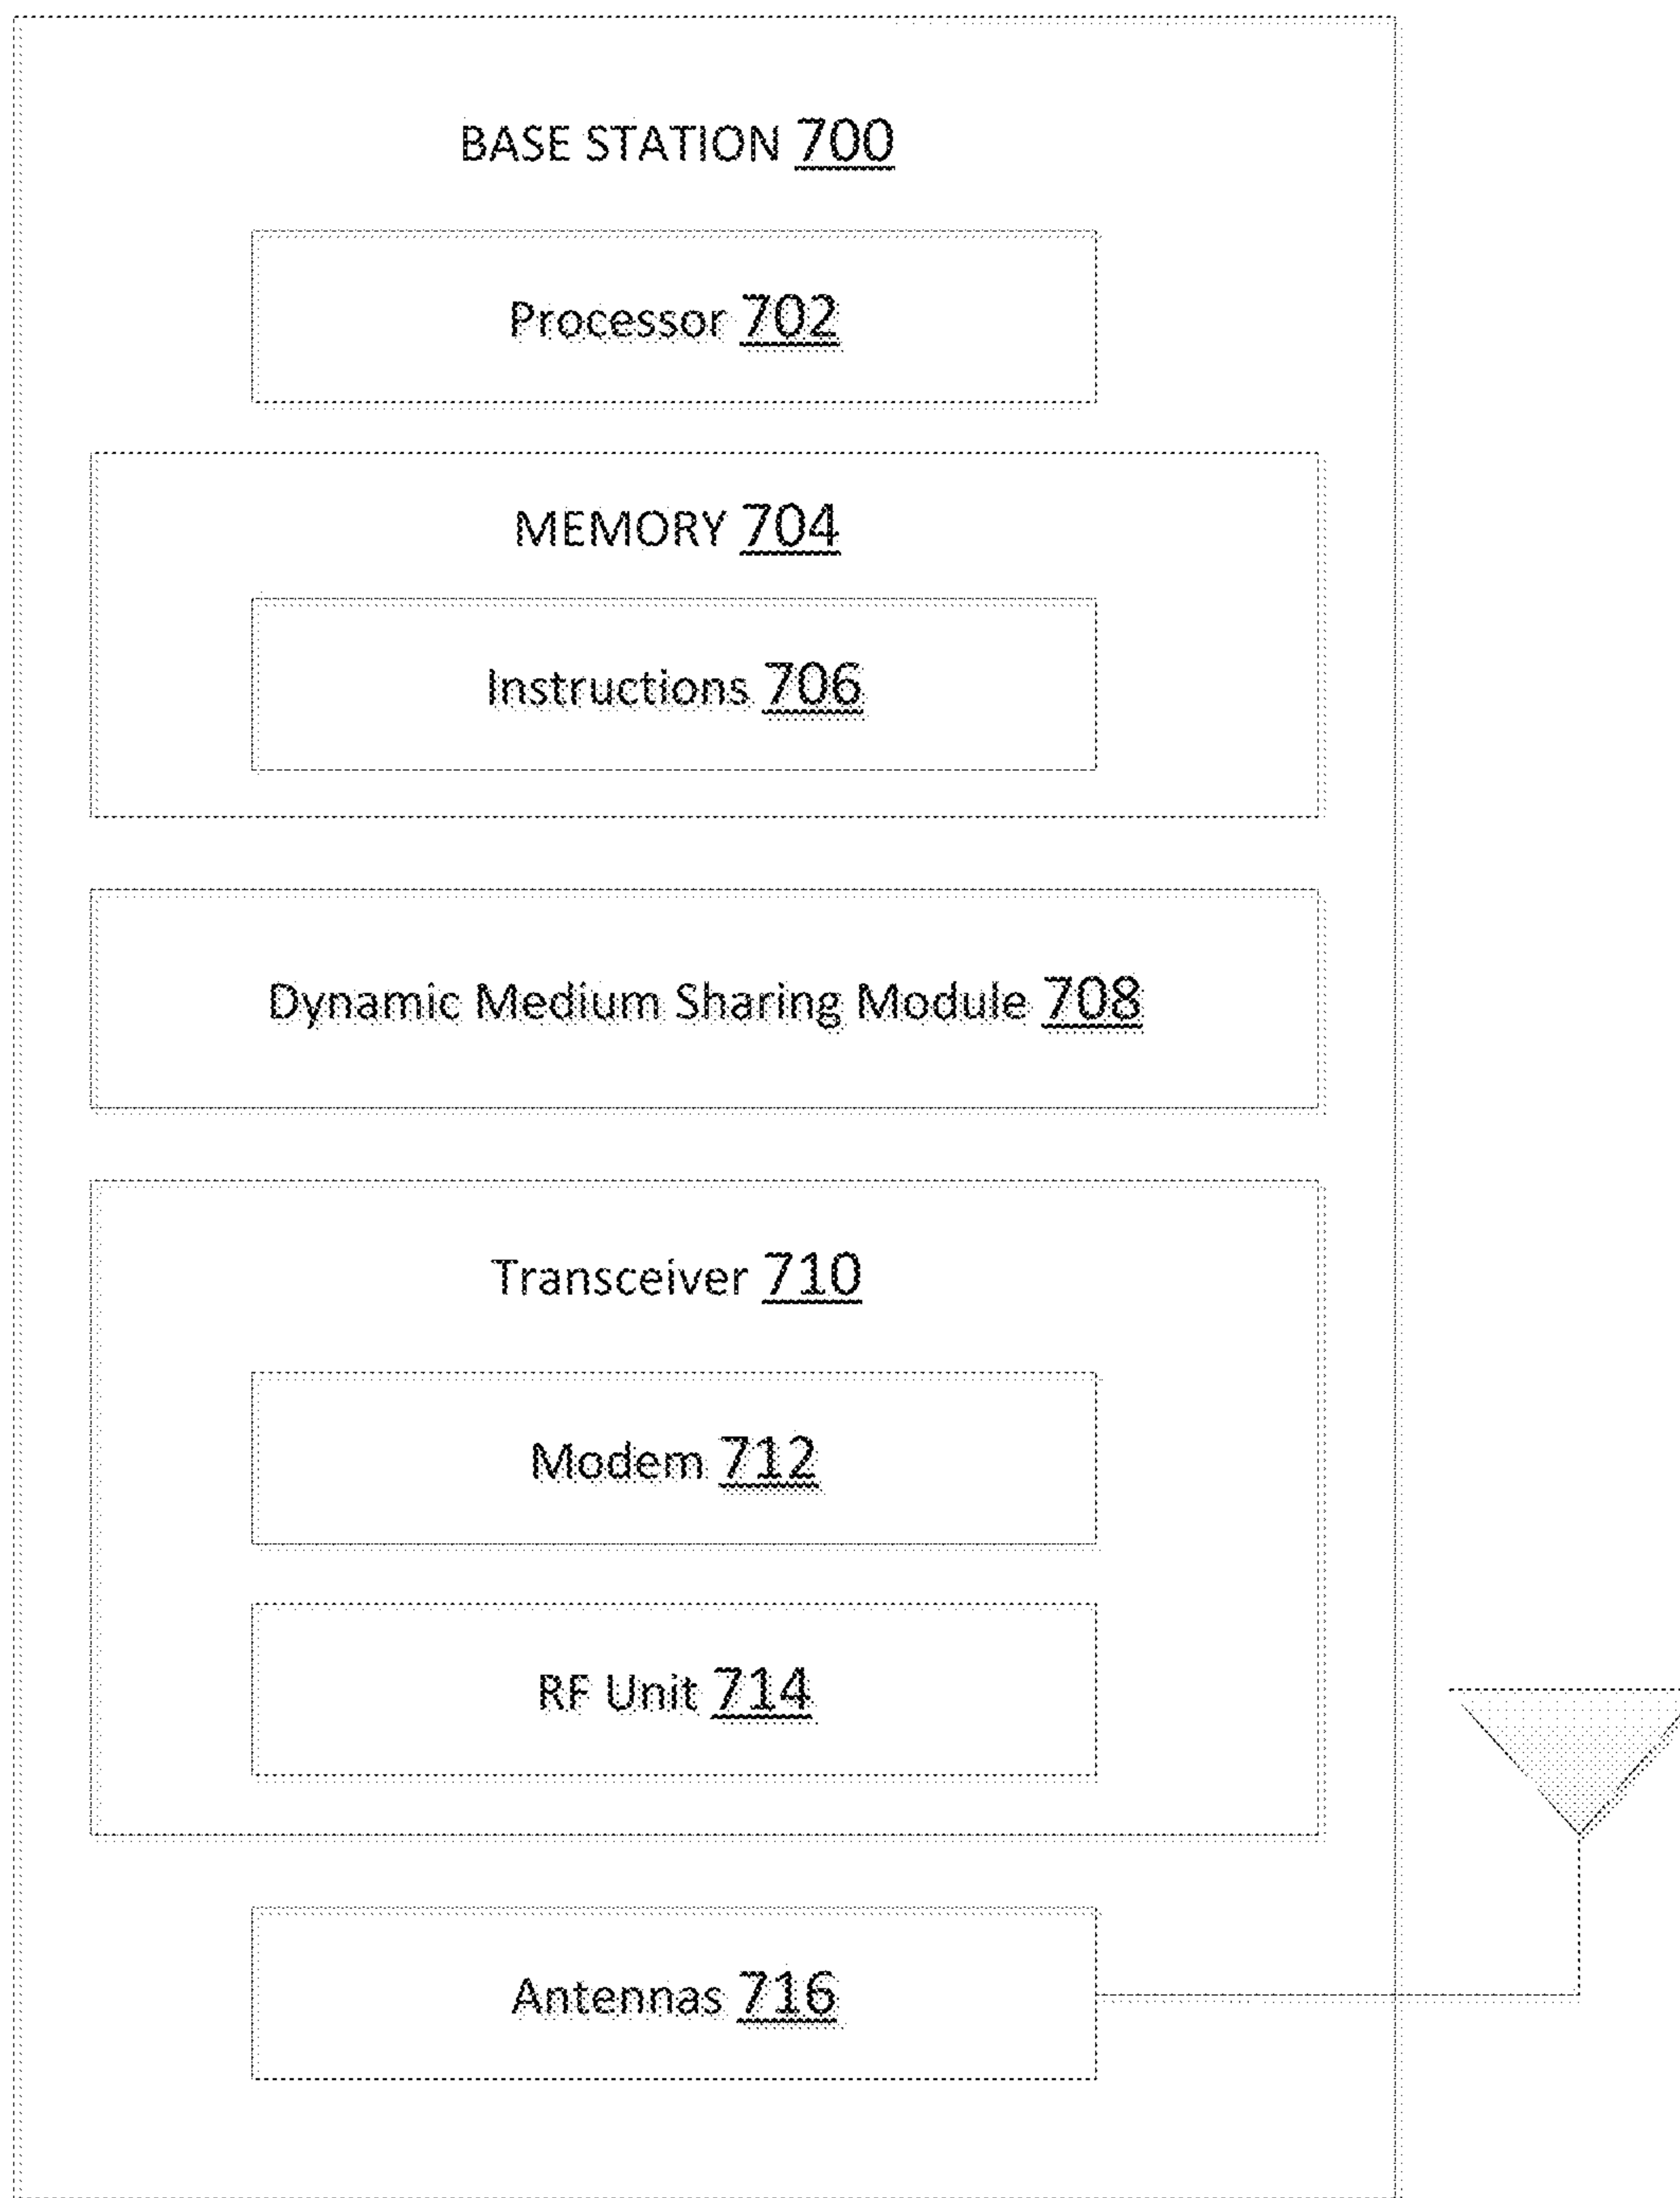 BASE STATION 700
Processor 702
MEMORY 704
Instructions 706
Dynamic Medium Sharing Module 708
Transceiver 710
Modem 712
RF Unit 714
Antennas 716